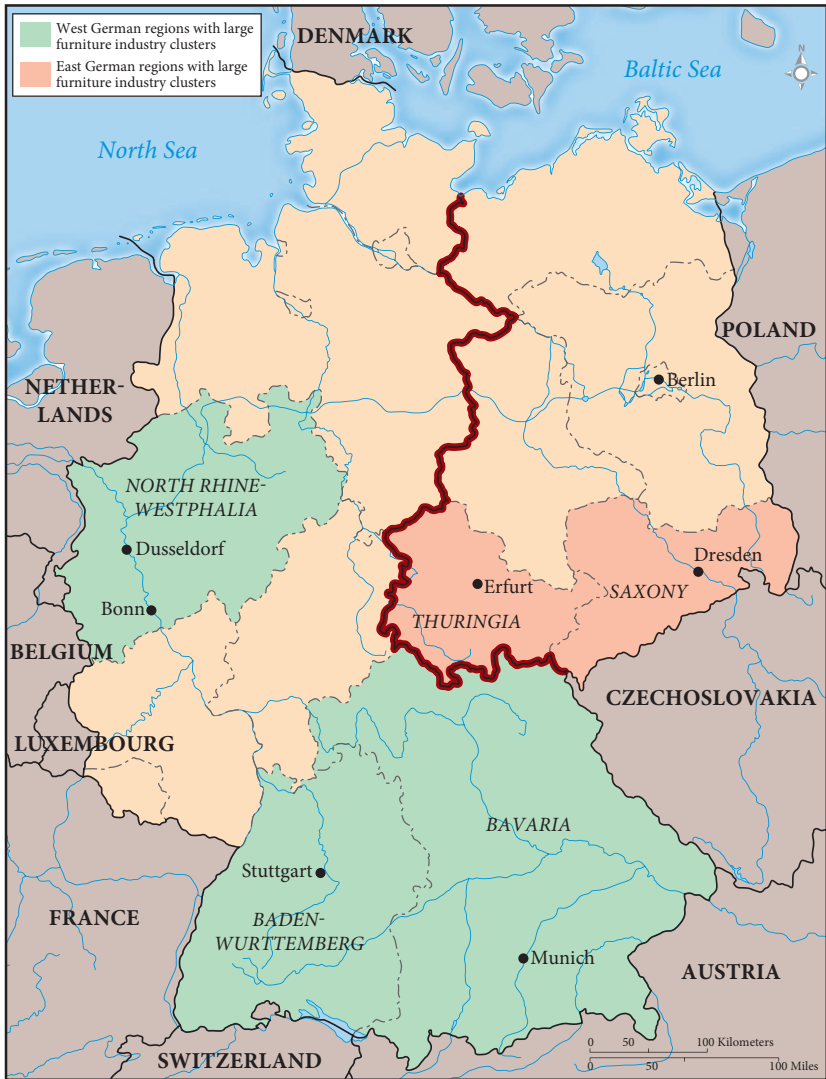 West German regions with large
furniture industry clusters
East German regions with large
furniture industry clusters
DENMARK
Baltic Sea
N
North Sea
POLAND
Berlin
NETHER-
LANDS
NORTH RHINE-
WESTPHALIA
Dusseldorf
Dresden
Erfurt
SAXONY
Bonn
THURINGIA
BELGIUM
CZECHOSLOVAKIA
LUXEMBOURG
BAVARIA
Stuttgart
FRANCE
BADEN-
WURTTEMBERG
Munich
AUSTRIA
SWITZERLAND
0 50 100 Kilometers
0 50 100 Miles